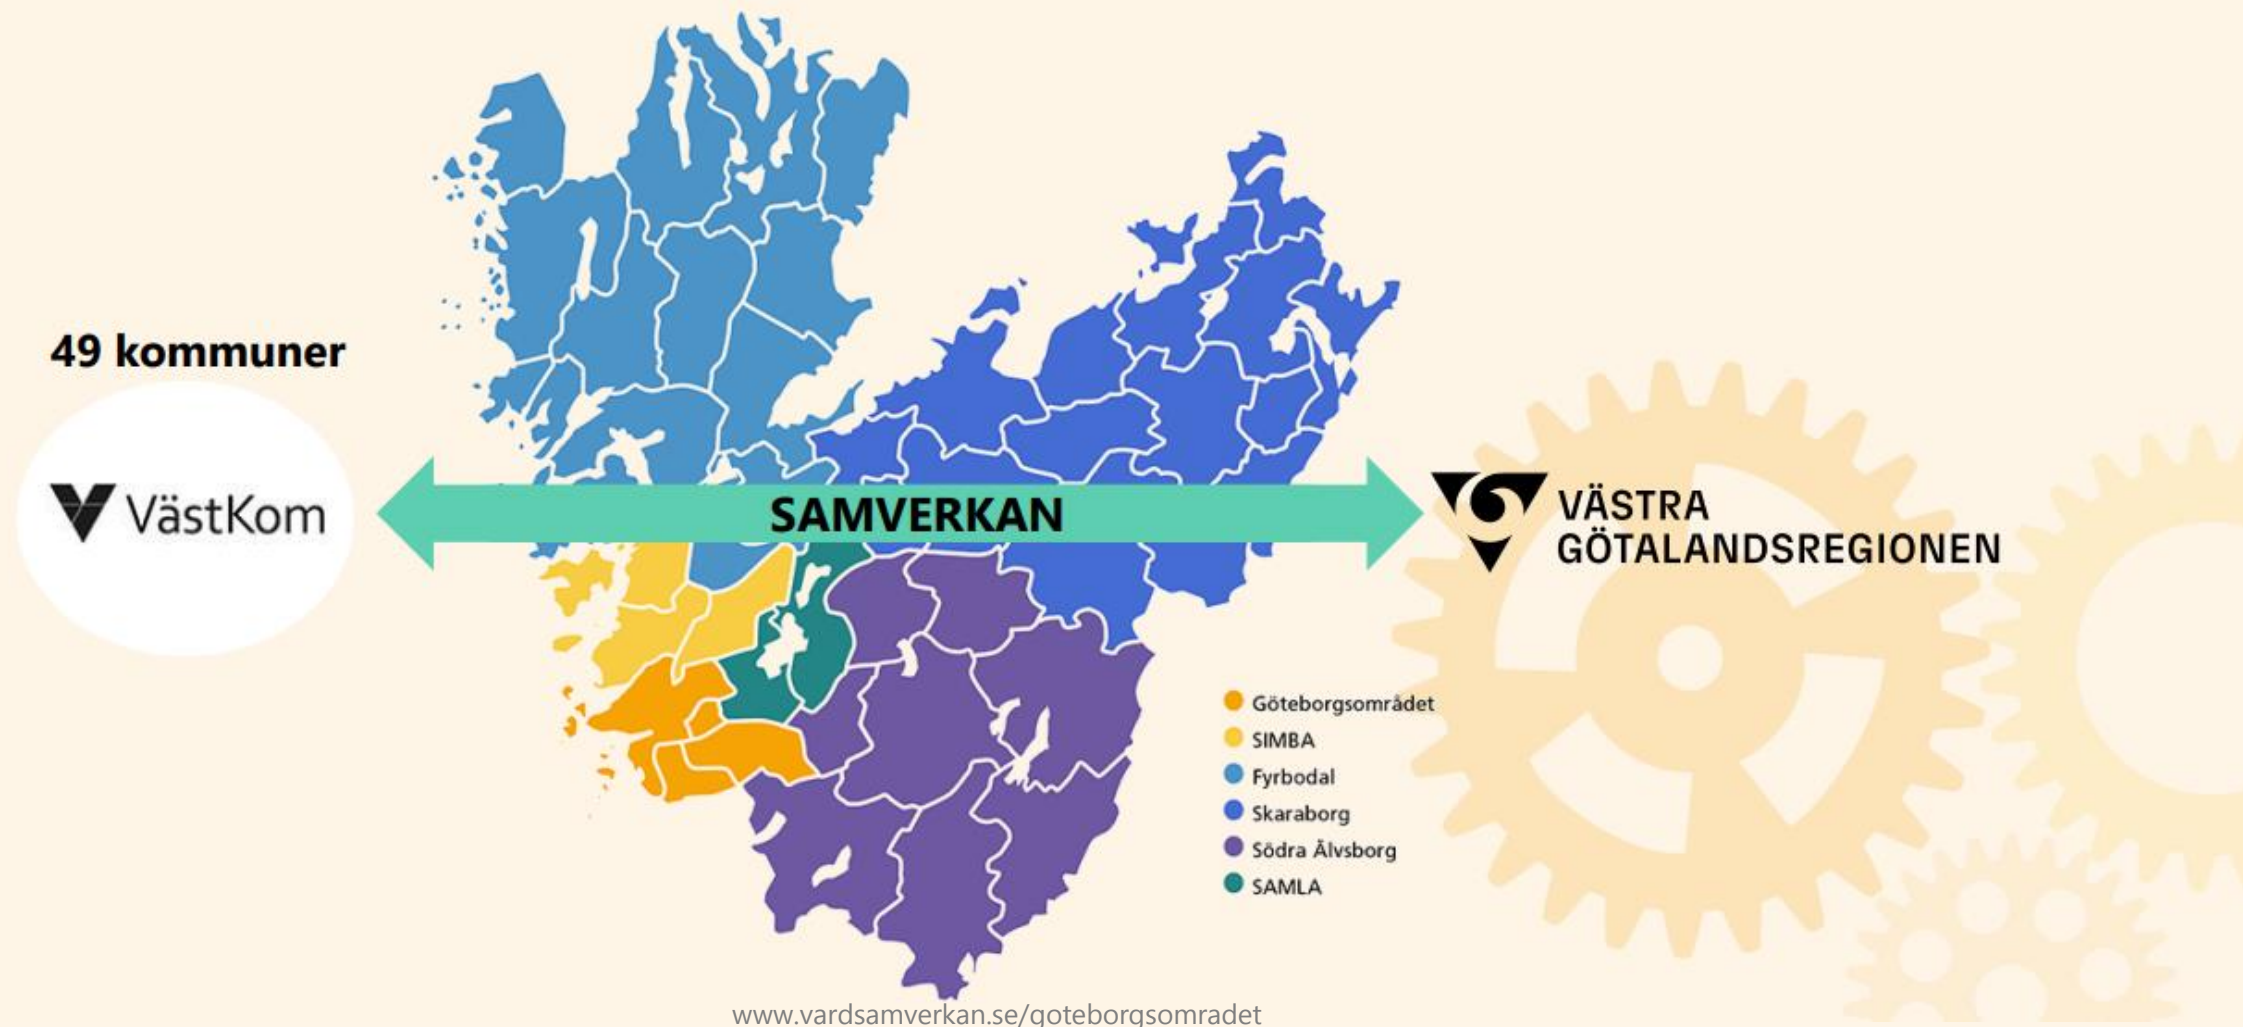 49 kommuner
VästKom
SAMVERKAN
VÄSTRA
GÖTALANDSREGIONEN
Göteborgsområdet
SIMBA
Fyrbodal
Skaraborg
Södra Älvsborg
SAMLA
www.vardsamverkan.se/goteborgsomradet